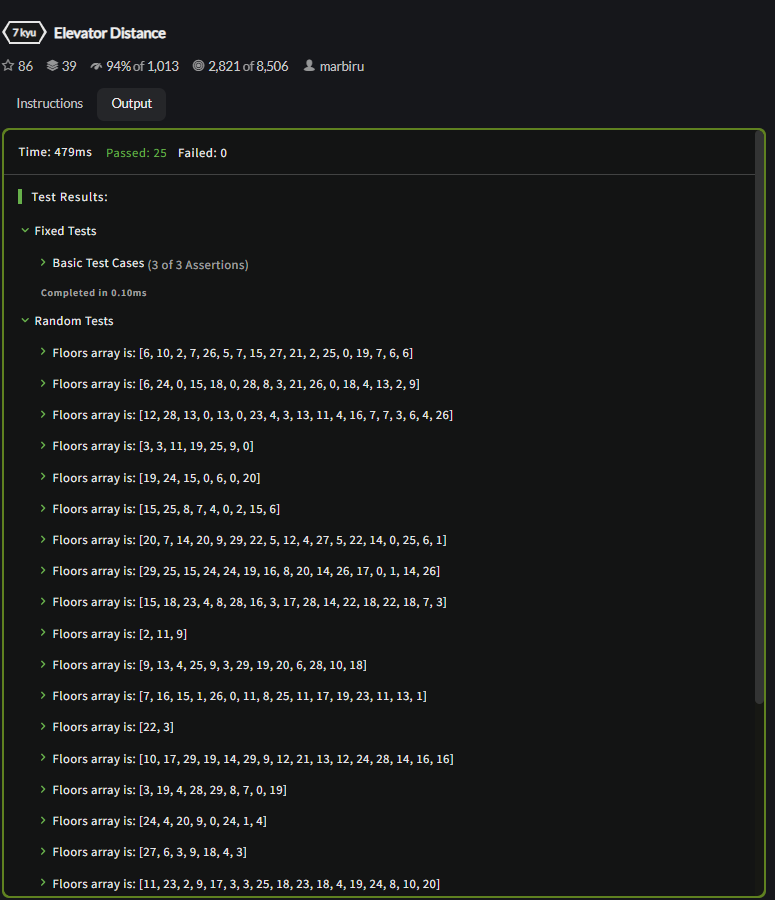 7 kyu Elevator Distance
86 39 94% of 1,013 2,821 of 8,506 marbiru
Instructions Output
Time: 479ms Passed: 25 Failed: 0
Test Results:
Fixed Tests
Basic Test Cases (3 of 3 Assertions)
Completed in 0.10ms
Random Tests
Floors array is: [6, 10, 2, 7, 26, 5, 7, 15, 27, 21, 2, 25, 0, 19, 7, 6, 6]
Floors array is: [6, 24, 0, 15, 18, 0, 28, 8, 3, 21, 26, 0, 18, 4, 13, 2, 9]
Floors array is: [12, 28, 13, 0, 13, 0, 23, 4, 3, 13, 11, 4, 16, 7, 7, 3, 6, 4, 26]
Floors array is: [3, 3, 11, 19, 25, 9, 0]
Floors array is: [19, 24, 15, 0, 6, 0, 20]
Floors array is: [15, 25, 8, 7, 4, 0, 2, 15, 6]
Floors array is: [20, 7, 14, 20, 9, 29, 22, 5, 12, 4, 27, 5, 22, 14, 0, 25, 6, 1]
Floors array is: [29, 25, 15, 24, 24, 19, 16, 8, 20, 14, 26, 17, 0, 1, 14, 26]
Floors array is: [15, 18, 23, 4, 8, 28, 16, 3, 17, 28, 14, 22, 18, 22, 18, 7, 3]
Floors array is: [2, 11, 9]
Floors array is: [9, 13, 4, 25, 9, 3, 29, 19, 20, 6, 28, 10, 18]
Floors array is: [7, 16, 15, 1, 26, 0, 11, 8, 25, 11, 17, 19, 23, 11, 13, 1]
Floors array is: [22, 3]
Floors array is: [10, 17, 29, 19, 14, 29, 9, 12, 21, 13, 12, 24, 28, 14, 16, 16]
Floors array is: [3, 19, 4, 28, 29, 8, 7, 0, 19]
Floors array is: [24, 4, 20, 9, 0, 24, 1, 4]
Floors array is: [27, 6, 3, 9, 18, 4, 3]
Floors array is: [11, 23, 2, 9, 17, 3, 3, 25, 18, 23, 18, 4, 19, 24, 8, 10, 20]